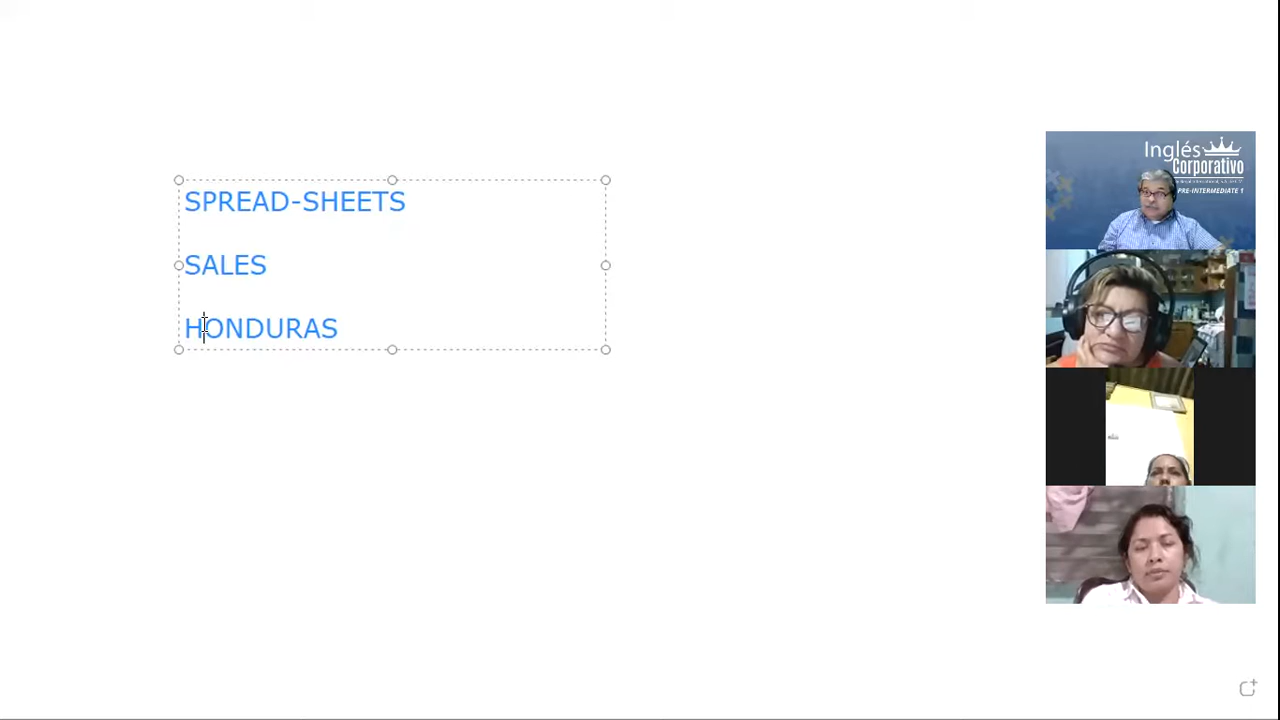 SPREAD-SHEETS
SALES
HONDURAS
Inglés
Corporativo
PRE-INTERMEDIATE 1